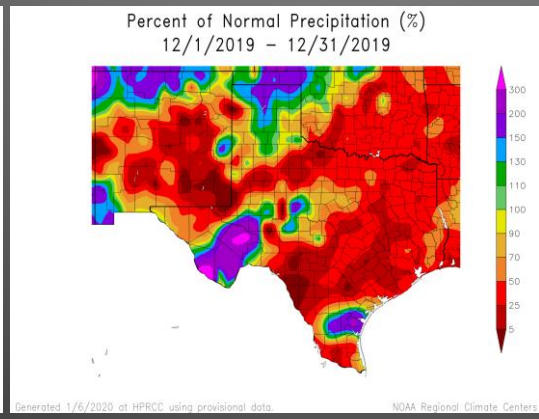 Percent of Normal Precipitation (%)
12/1/2019 – 12/31/2019
300
200
150
130
110
100
90
70
50
25
5
Generated 1/6/2020 at HPRCC using provisional data.
NOAA Regional Climate Centers